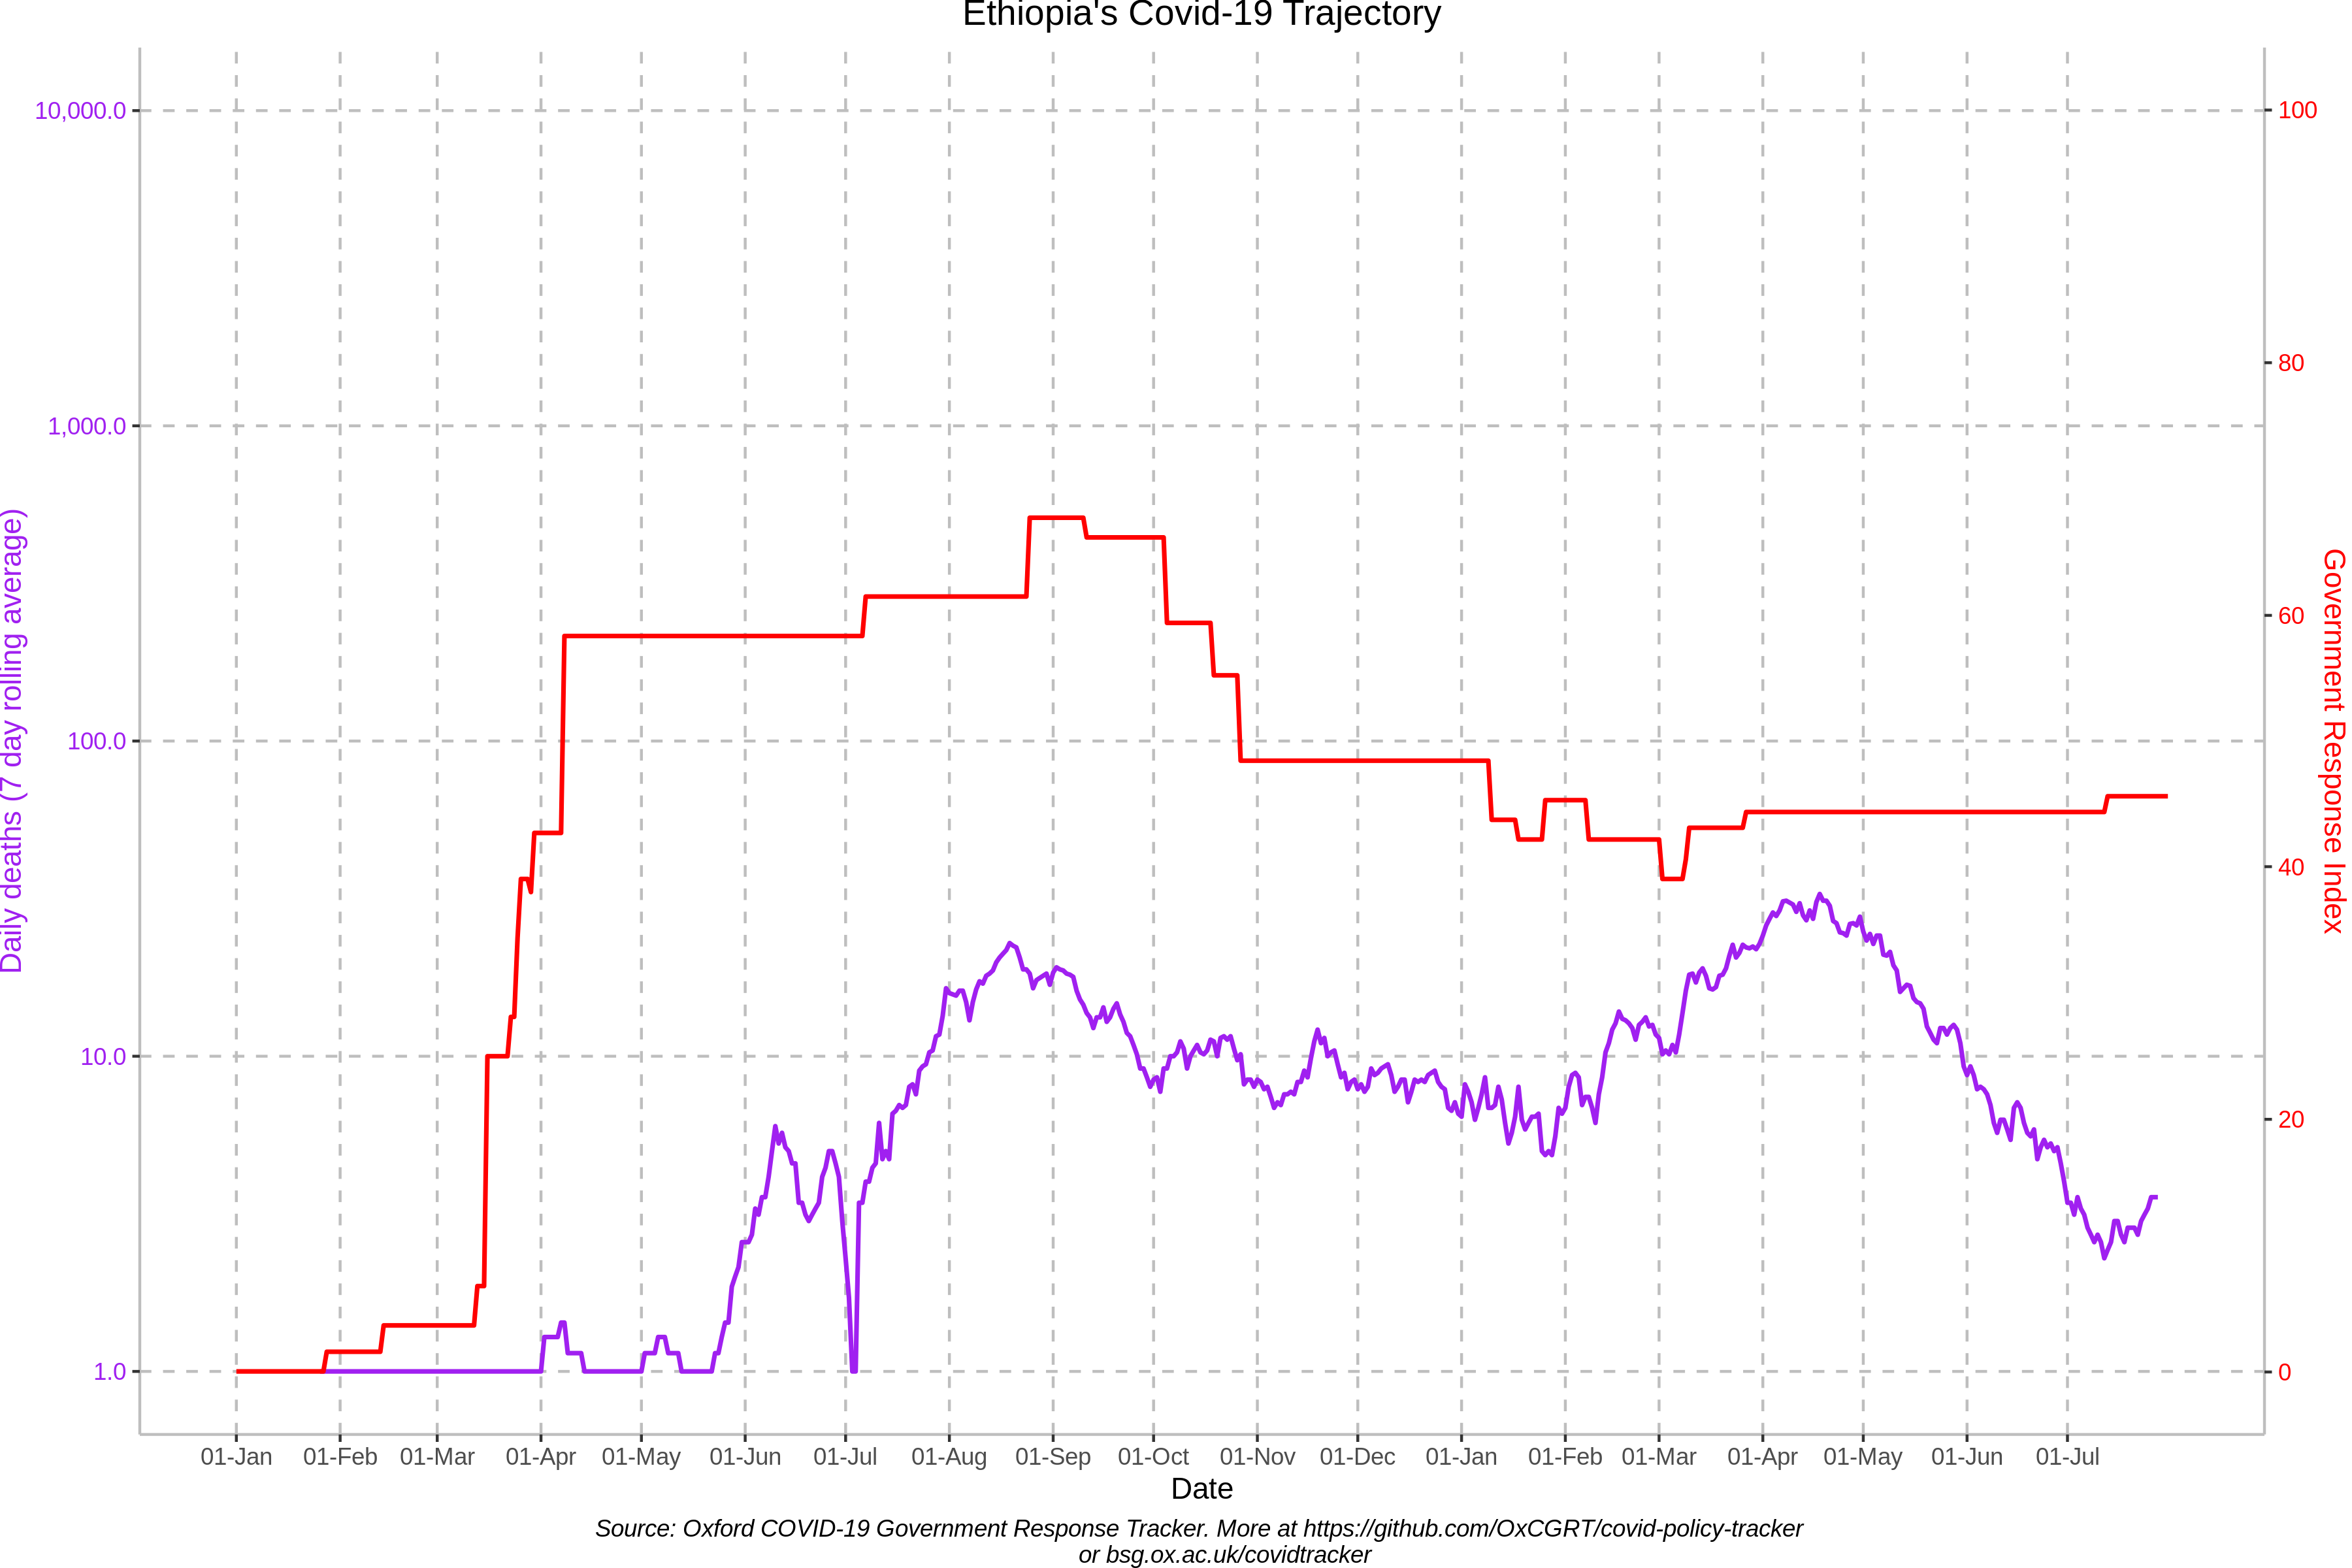 Ethiopia's Covid-19 Trajectory
10,000.0
1,000.0
100.0
10.0
1.0
Daily deaths (7 day rolling average)
100
80
60
40
20
0
Government Response Index
01-Jan 01-Feb 01-Mar 01-Apr 01-May 01-Jun 01-Jul 01-Aug 01-Sep 01-Oct 01-Nov 01-Dec 01-Jan 01-Feb 01-Mar 01-Apr 01-May 01-Jun 01-Jul
Date
Source: Oxford COVID-19 Government Response Tracker. More at https://github.com/OxCGRT/covid-policy-tracker
or bsg.ox.ac.uk/covidtracker